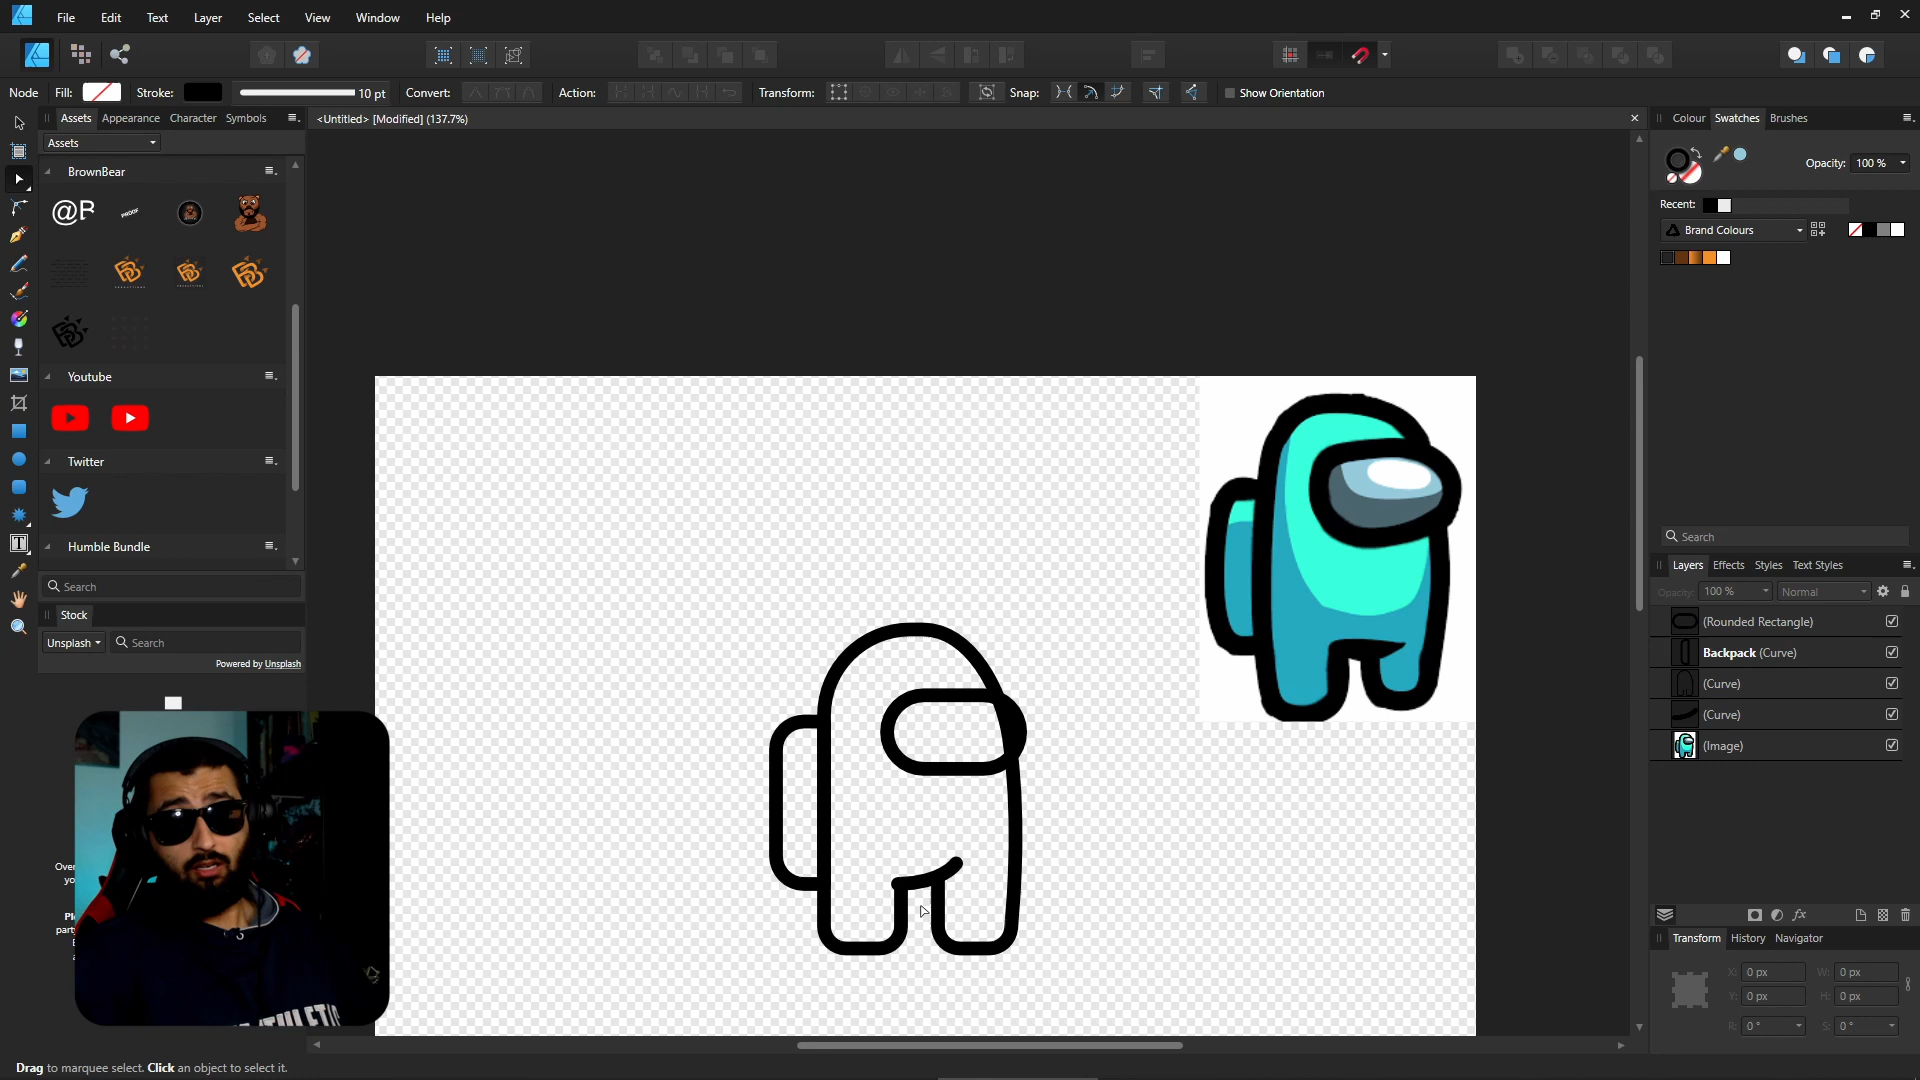 File Edit Text Layer Select View Window Help
Node Fill: Stroke: 10 pt Convert: Action: Transform: Snap: Show Orientation
Assets Appearance Character Symbols
<Untitled> [Modified] (137.7%)
Colour Swatches Brushes
Assets
Opacity: 100 %
BrownBear
Recent:
@B
PROOF
Brand Colours
Youtube
Twitter
Humble Bundle
Search
Search
Layers Effects Styles Text Styles
Opacity: 100 % Normal
Stock
(Rounded Rectangle)
Unsplash Search
Backpack (Curve)
Powered by Unsplash
(Curve)
(Curve)
(Image)
Transform History Navigator
X: 0 px W: 0 px
Y: 0 px H: 0 px
R: 0 ° S: 0 °
Drag to marquee select. Click an object to select it.